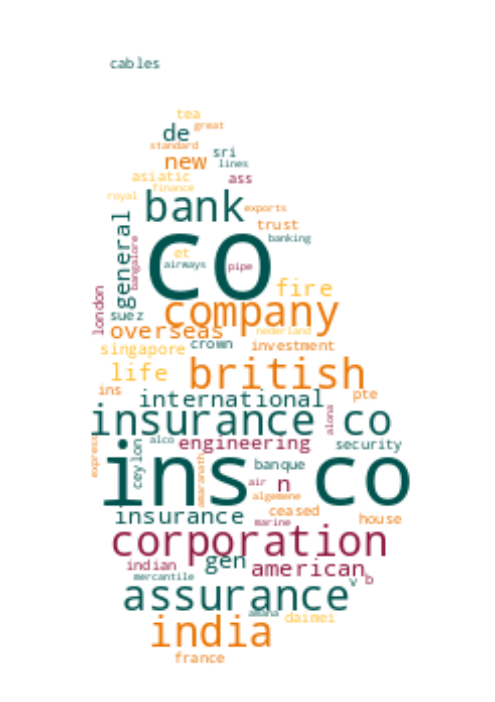 cables
tea
great
de
standard
sri
new
lines
asiatic
ass
finance
royal
bank
exports
general
trust
co
banking
bangalore
et
airways
pipe
london
fire
suez
company
overseas
nederland
singapore
crown
investment
life
british
ins
international
pte
insurance co
alona
express
alco
engineering
security
ceylon
ins co
banque
amaranath
air
n
algemene
insurance
ceased
marine
house
corporation
gen
indian
american
mercantile
v
b
assurance
amana
daimei
india
france